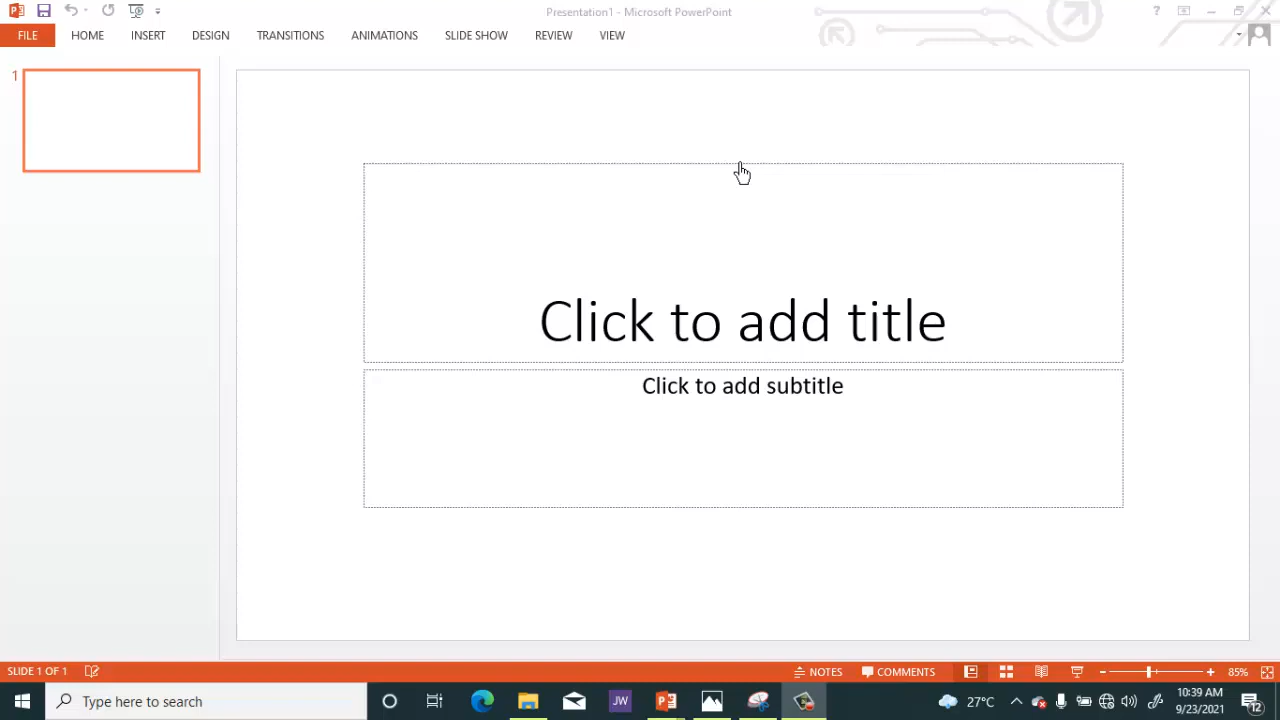 Presentation1 - Microsoft PowerPoint
?
FILE HOME INSERT DESIGN TRANSITIONS ANIMATIONS SLIDE SHOW REVIEW VIEW
1
Click to add title
Click to add subtitle
SLIDE 1 OF 1 NOTES COMMENTS 85%
Type here to search JW 27°C 10:39 AM
9/23/2021 12